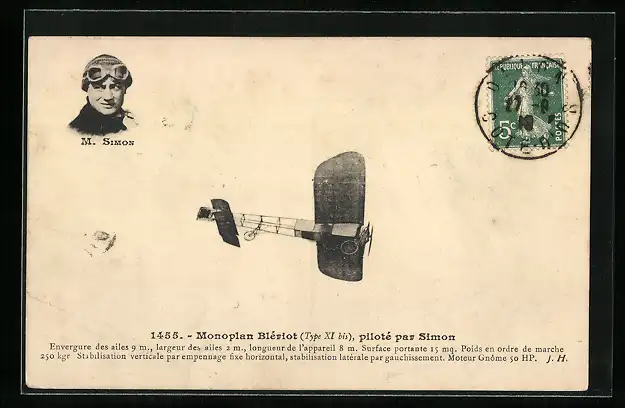 RÉPUBLIQUE FRANÇAISE
5c
POSTES
M. SIMON
1455. - Monoplan Blériot (Type XI bis), piloté par Simon
Envergure des ailes 9 m., largeur des ailes 2 m., longueur de l'appareil 8 m. Surface portante 15 mq. Poids en ordre de marche
250 kgr Stabilisation verticale par empennage fixe horizontal, stabilisation latérale par gauchissement. Moteur Gnôme 50 HP. J. H.